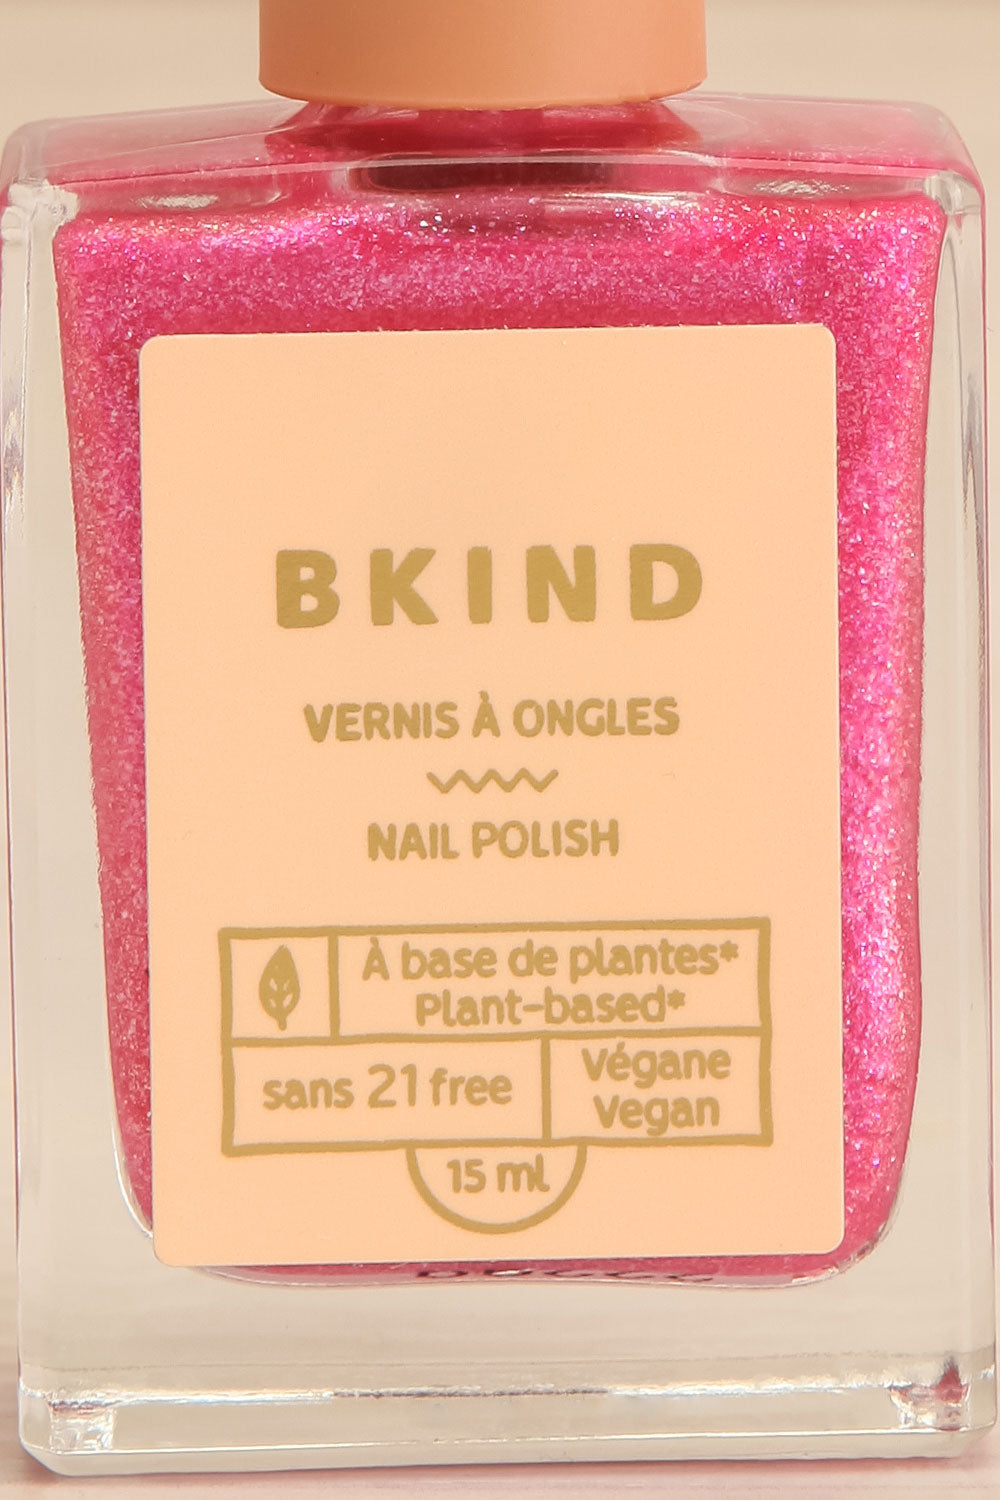 BKIND
VERNIS À ONGLES
NAIL POLISH
À base de plantes*
Plant-based*
sans 21 free
Végane
Vegan
15 ml